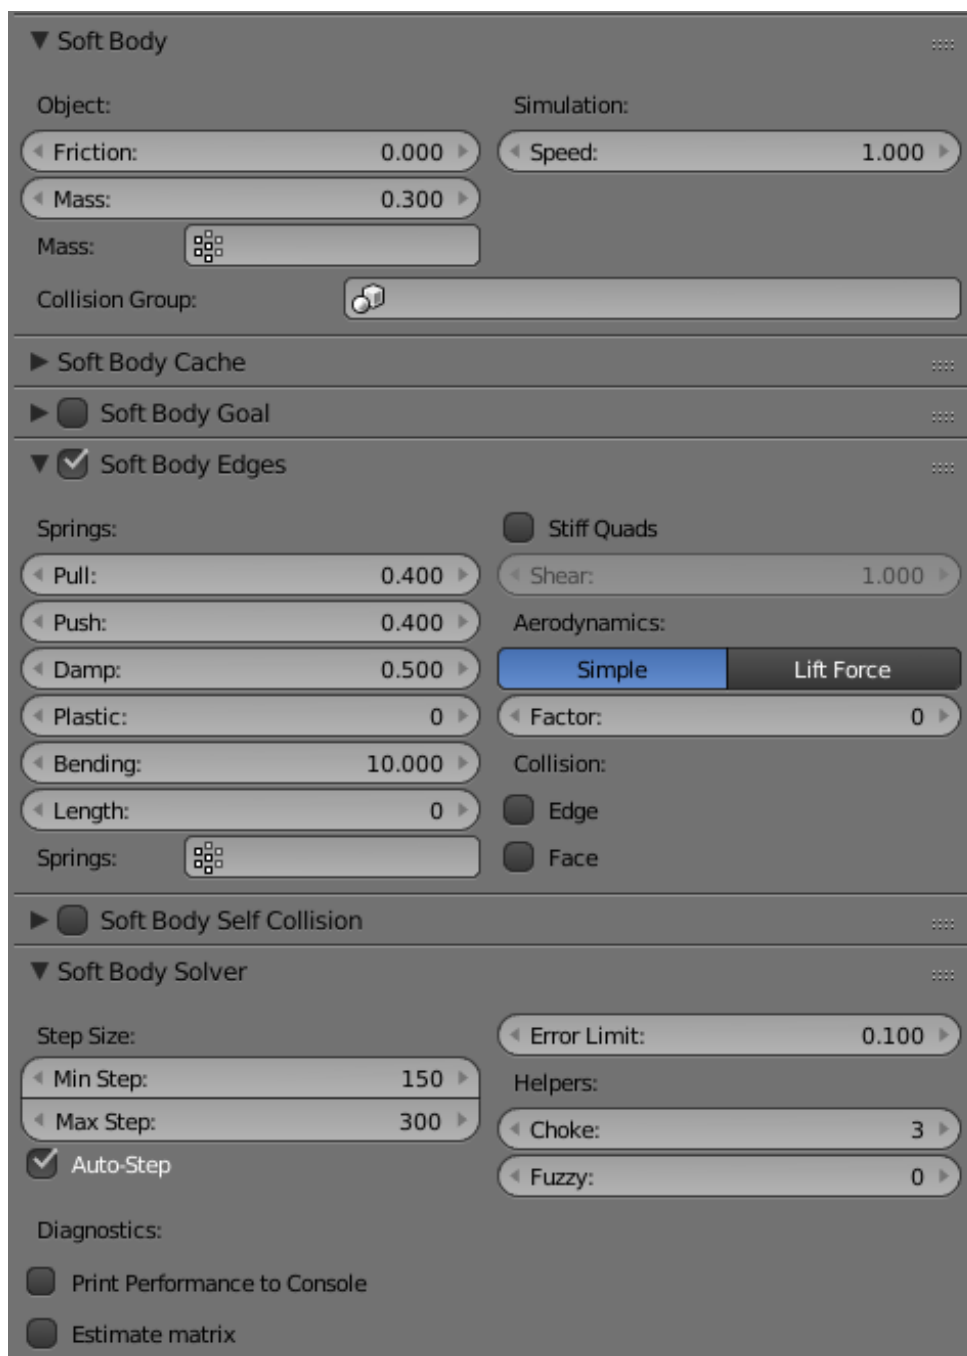 Soft Body
Object:
Simulation:
Friction: 0.000
Speed: 1.000
Mass: 0.300
Mass:
Collision Group:
Soft Body Cache
Soft Body Goal
Soft Body Edges
Springs:
Stiff Quads
Pull: 0.400
Shear: 1.000
Push: 0.400
Aerodynamics:
Damp: 0.500
Simple
Lift Force
Plastic: 0
Factor: 0
Bending: 10.000
Collision:
Length: 0
Edge
Springs:
Face
Soft Body Self Collision
Soft Body Solver
Step Size:
Error Limit: 0.100
Min Step: 150
Helpers:
Max Step: 300
Choke: 3
Auto-Step
Fuzzy: 0
Diagnostics:
Print Performance to Console
Estimate matrix